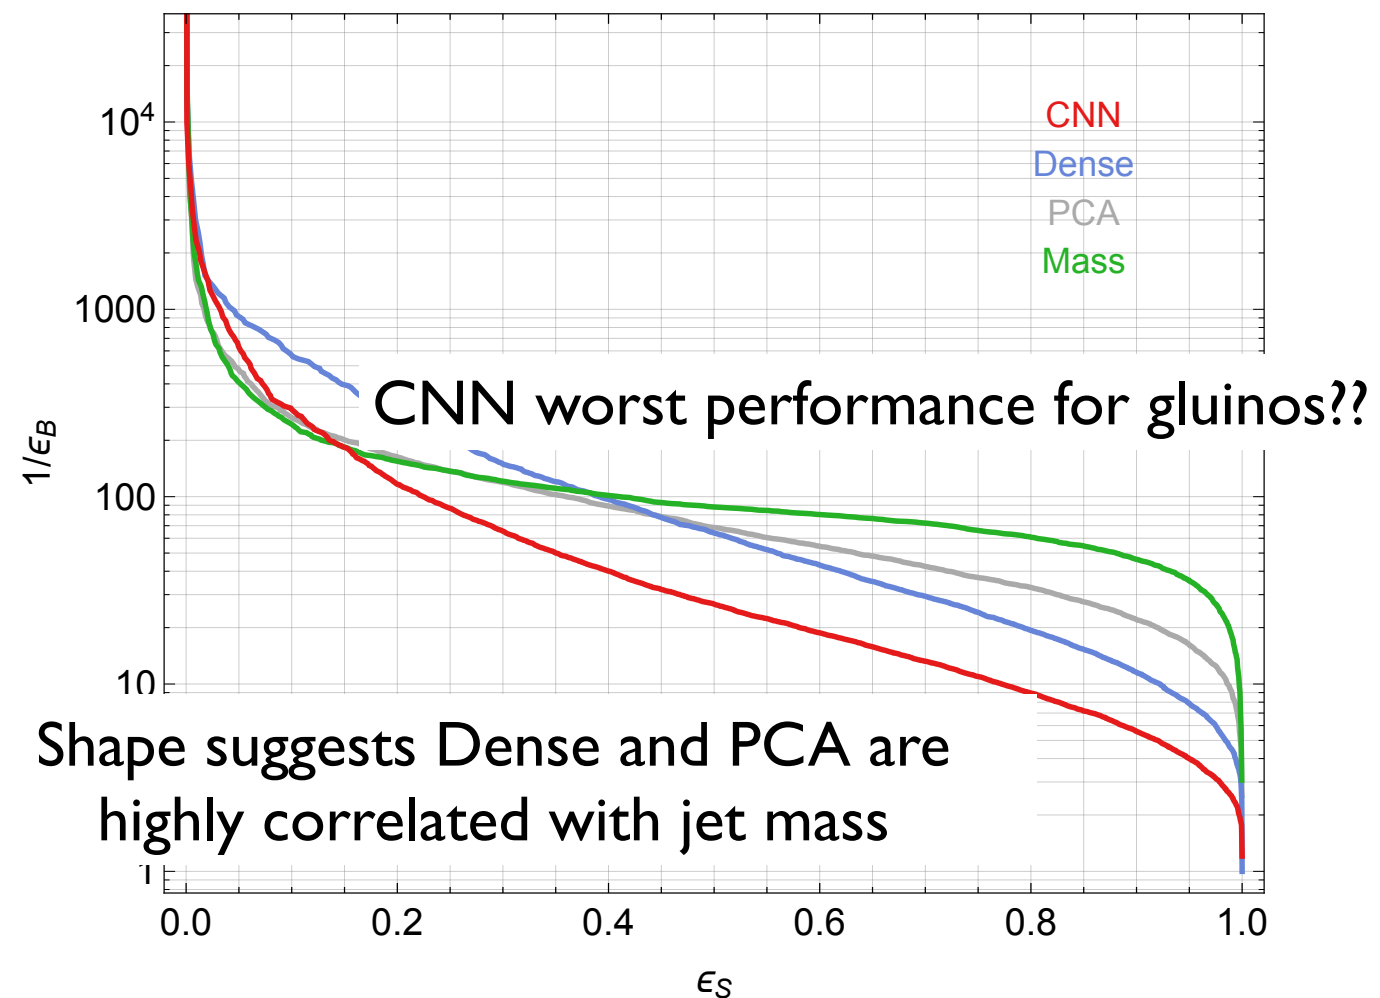 10⁴
1000
100
10
1
1/ϵ_B
CNN
Dense
PCA
Mass
CNN worst performance for gluinos??
Shape suggests Dense and PCA are
highly correlated with jet mass
0.0 0.2 0.4 0.6 0.8 1.0
ϵ_S